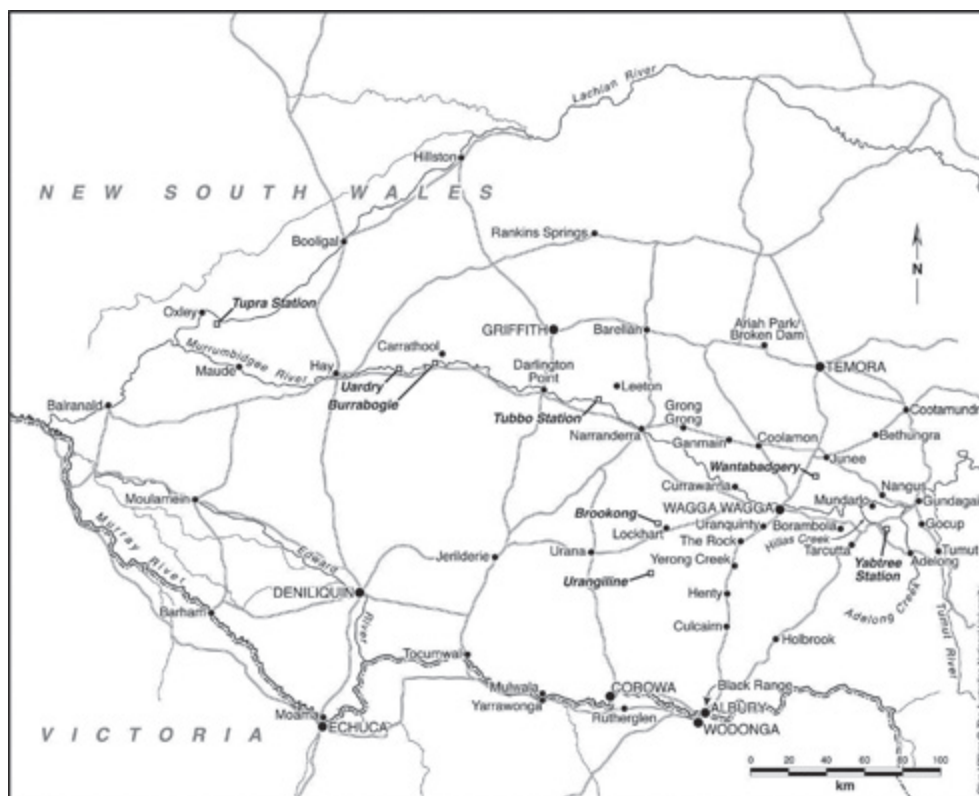 Lachlan River
Hillston
NEW SOUTH WALES
Rankins Springs
Booligal
N
Tupra Station
Oxley
Ariah Park/
Broken Dam
GRIFFITH
Barellan
Murrumbidgee River
Carrathool
Maude
Hay
Darlington
Point
TEMORA
Uardry
Leeton
Burrabogie
Balranald
Tubbo Station
Grong
Grong
Cootamundra
Narranderra
Ganmain
Coolamon
Bethungra
Junee
Wantabadgery
Moulamein
Currawarna
Nangus
Mundarlo
Gundagai
WAGGA WAGGA
Brookong
Lockhart
Uranquinty
Borambola
Gocup
Murray River
Edward
River
The Rock
Hillas Creek
Jerilderie
Urana
Tarcutta
Yabtree
Station
Adelong
Tumut
Yerong Creek
Urangiline
DENILIQUIN
Henty
Adelong Creek
Barham
Culcairn
Holbrook
Tumut River
Tocumwal
Mulwala
Yarrawonga
COROWA
Black Range
ALBURY
Rutherglen
WODONGA
Moama
ECHUCA
VICTORIA
0 20 40 60 80 100
km